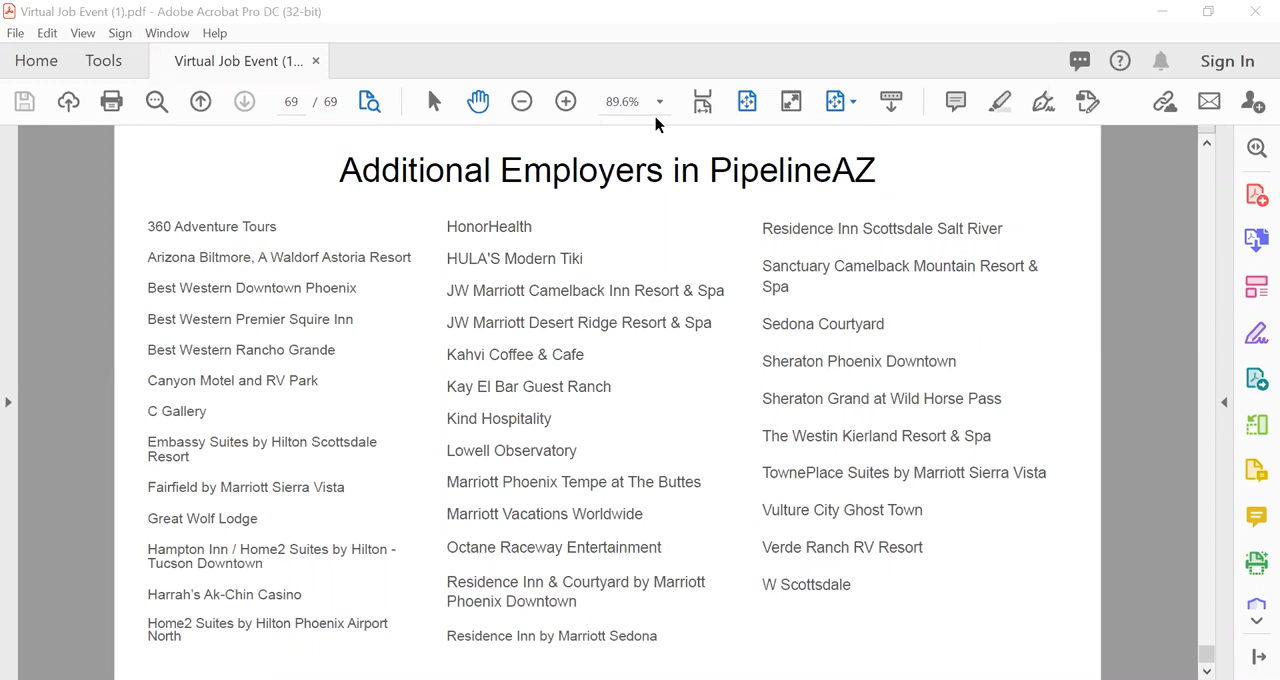 Virtual Job Event (1).pdf - Adobe Acrobat Pro DC (32-bit)
File Edit View Sign Window Help
Home Tools Virtual Job Event (1... × Sign In
69 / 69 89.6%
Additional Employers in PipelineAZ
360 Adventure Tours
Arizona Biltmore, A Waldorf Astoria Resort
Best Western Downtown Phoenix
Best Western Premier Squire Inn
Best Western Rancho Grande
Canyon Motel and RV Park
C Gallery
Embassy Suites by Hilton Scottsdale
Resort
Fairfield by Marriott Sierra Vista
Great Wolf Lodge
Hampton Inn / Home2 Suites by Hilton -
Tucson Downtown
Harrah's Ak-Chin Casino
Home2 Suites by Hilton Phoenix Airport
North
HonorHealth
HULA'S Modern Tiki
JW Marriott Camelback Inn Resort & Spa
JW Marriott Desert Ridge Resort & Spa
Kahvi Coffee & Cafe
Kay El Bar Guest Ranch
Kind Hospitality
Lowell Observatory
Marriott Phoenix Tempe at The Buttes
Marriott Vacations Worldwide
Octane Raceway Entertainment
Residence Inn & Courtyard by Marriott
Phoenix Downtown
Residence Inn by Marriott Sedona
Residence Inn Scottsdale Salt River
Sanctuary Camelback Mountain Resort &
Spa
Sedona Courtyard
Sheraton Phoenix Downtown
Sheraton Grand at Wild Horse Pass
The Westin Kierland Resort & Spa
TownePlace Suites by Marriott Sierra Vista
Vulture City Ghost Town
Verde Ranch RV Resort
W Scottsdale